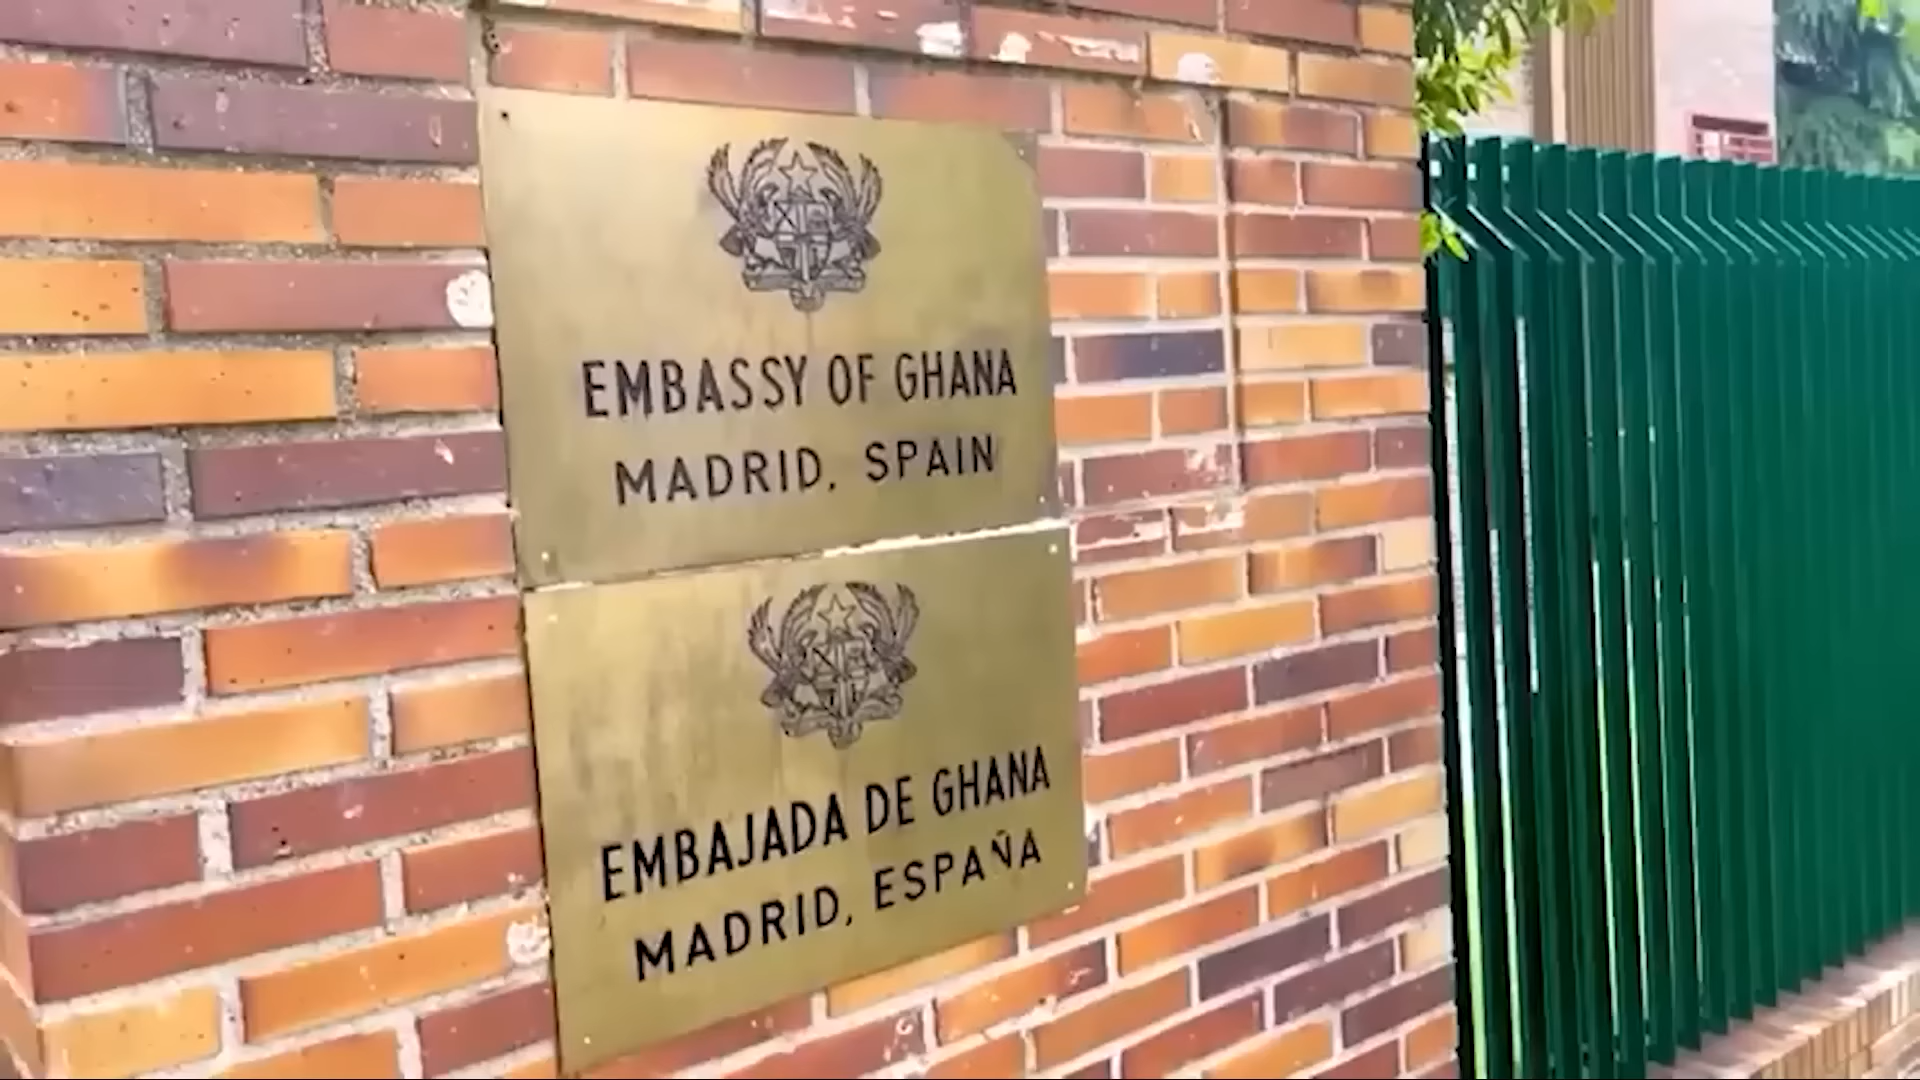 EMBASSY OF GHANA
MADRID, SPAIN
EMBAJADA DE GHANA
MADRID, ESPAÑA